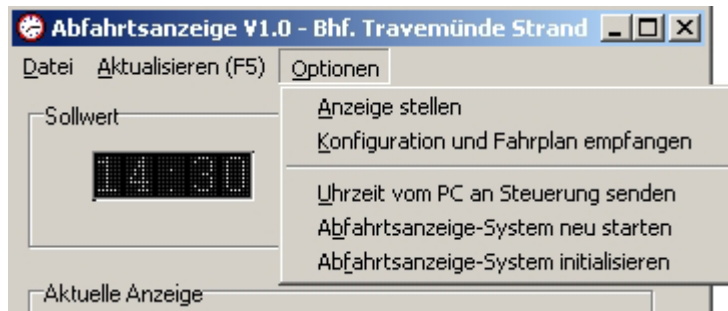 Abfahrtsanzeige V1.0 - Bhf. Travemünde Strand
Datei Aktualisieren (F5) Optionen
Sollwert
14:30
Anzeige stellen
Konfiguration und Fahrplan empfangen
Uhrzeit vom PC an Steuerung senden
Abfahrtsanzeige-System neu starten
Abfahrtsanzeige-System initialisieren
Aktuelle Anzeige